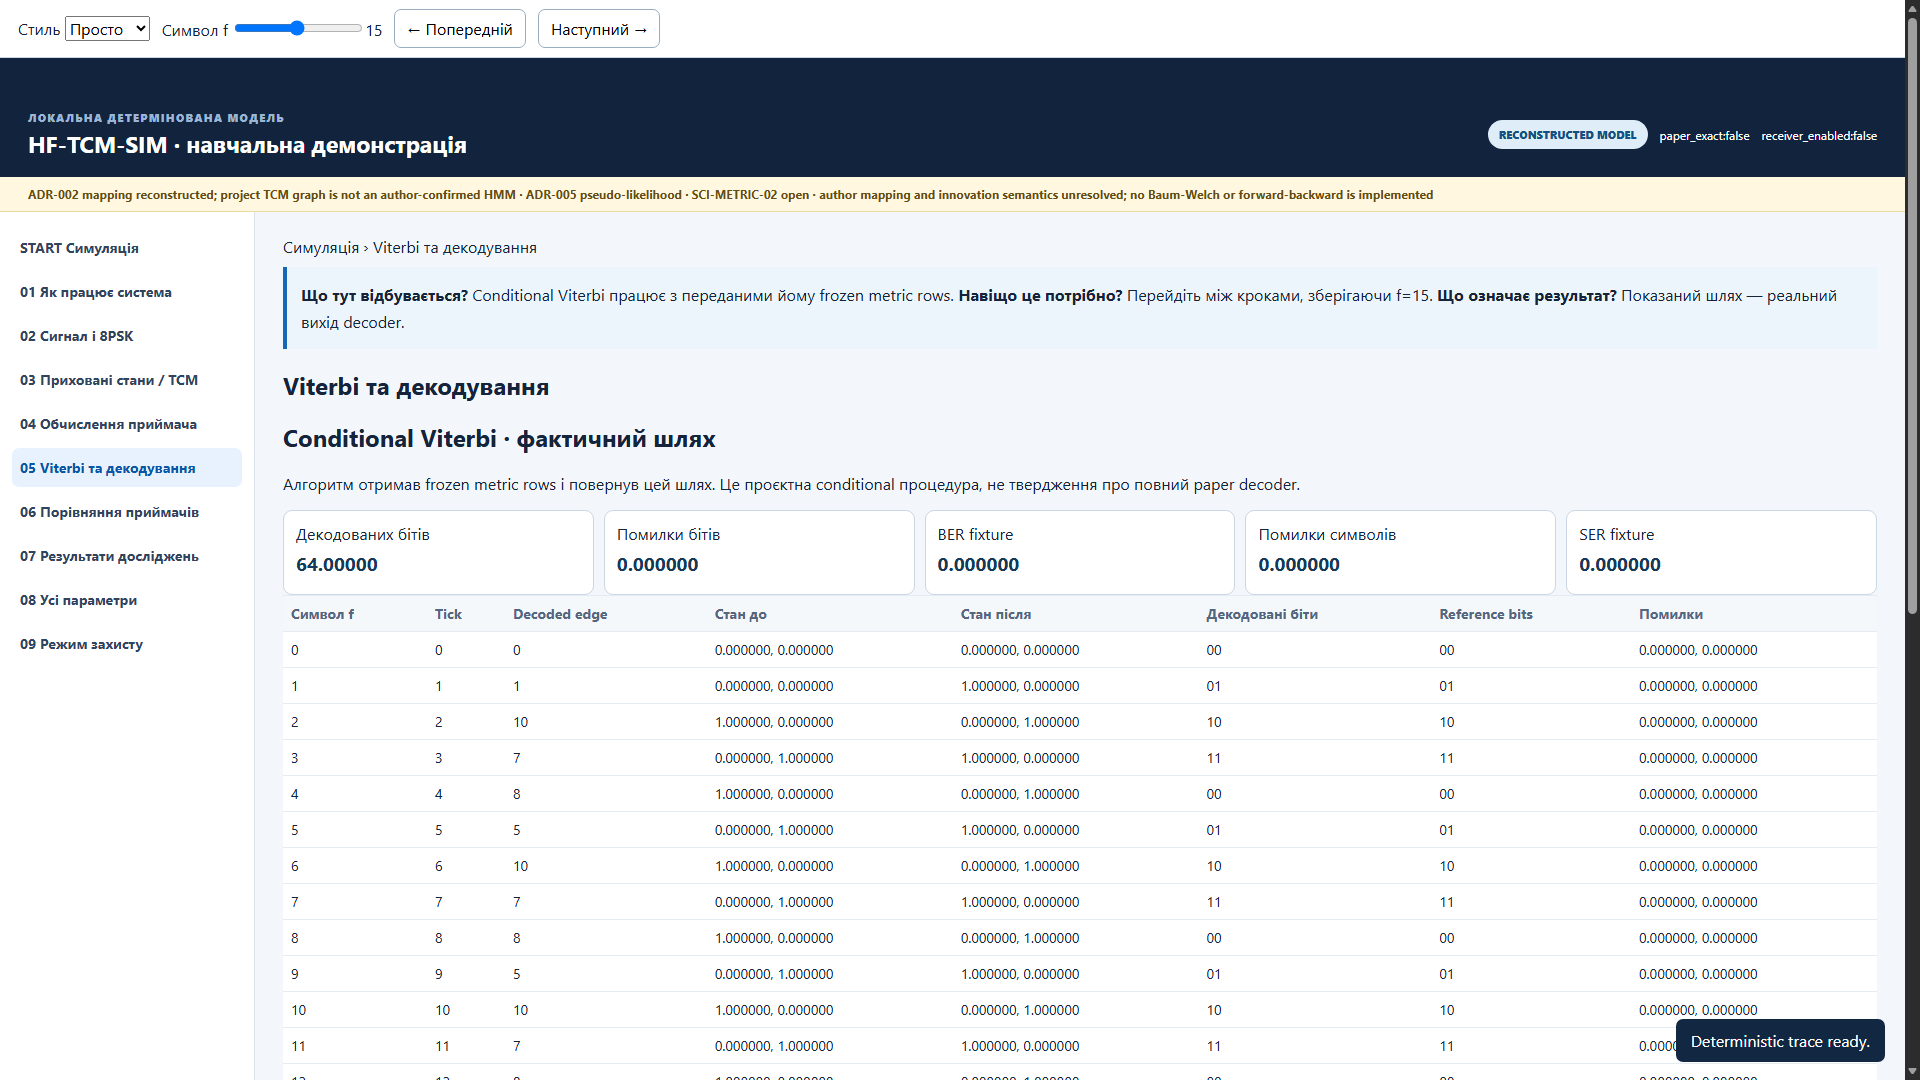 Стиль Просто Символ f 15 ← Попередній Наступний →
ЛОКАЛЬНА ДЕТЕРМІНОВАНА МОДЕЛЬ
HF-TCM-SIM · навчальна демонстрація
RECONSTRUCTED MODEL paper_exact:false receiver_enabled:false
ADR-002 mapping reconstructed; project TCM graph is not an author-confirmed HMM · ADR-005 pseudo-likelihood · SCI-METRIC-02 open · author mapping and innovation semantics unresolved; no Baum-Welch or forward-backward is implemented
START Симуляція
01 Як працює система
02 Сигнал і 8PSK
03 Приховані стани / TCM
04 Обчислення приймача
05 Viterbi та декодування
06 Порівняння приймачів
07 Результати досліджень
08 Усі параметри
09 Режим захисту
Симуляція › Viterbi та декодування
Що тут відбувається? Conditional Viterbi працює з переданими йому frozen metric rows. Навіщо це потрібно? Перейдіть між кроками, зберігаючи f=15. Що означає результат? Показаний шлях — реальний
вихід decoder.
Viterbi та декодування
Conditional Viterbi · фактичний шлях
Алгоритм отримав frozen metric rows і повернув цей шлях. Це проєктна conditional процедура, не твердження про повний paper decoder.
Декодованих бітів Помилки бітів BER fixture Помилки символів SER fixture
64.00000 0.000000 0.000000 0.000000 0.000000
Символ f Tick Decoded edge Стан до Стан після Декодовані біти Reference bits Помилки
0 0 0 0.000000, 0.000000 0.000000, 0.000000 00 00 0.000000, 0.000000
1 1 1 0.000000, 0.000000 1.000000, 0.000000 01 01 0.000000, 0.000000
2 2 10 1.000000, 0.000000 0.000000, 1.000000 10 10 0.000000, 0.000000
3 3 7 0.000000, 1.000000 1.000000, 0.000000 11 11 0.000000, 0.000000
4 4 8 1.000000, 0.000000 0.000000, 1.000000 00 00 0.000000, 0.000000
5 5 5 0.000000, 1.000000 1.000000, 0.000000 01 01 0.000000, 0.000000
6 6 10 1.000000, 0.000000 0.000000, 1.000000 10 10 0.000000, 0.000000
7 7 7 0.000000, 1.000000 1.000000, 0.000000 11 11 0.000000, 0.000000
8 8 8 1.000000, 0.000000 0.000000, 1.000000 00 00 0.000000, 0.000000
9 9 5 0.000000, 1.000000 1.000000, 0.000000 01 01 0.000000, 0.000000
10 10 10 1.000000, 0.000000 0.000000, 1.000000 10 10 0.000000, 0.000000
11 11 7 0.000000, 1.000000 1.000000, 0.000000 11 11
Deterministic trace ready.